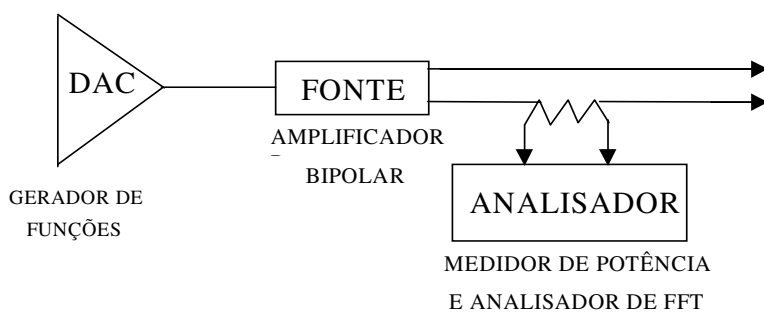 DAC
FONTE
AMPLIFICADOR
BIPOLAR
GERADOR DE
FUNÇÕES
ANALISADOR
MEDIDOR DE POTÊNCIA
E ANALISADOR DE FFT